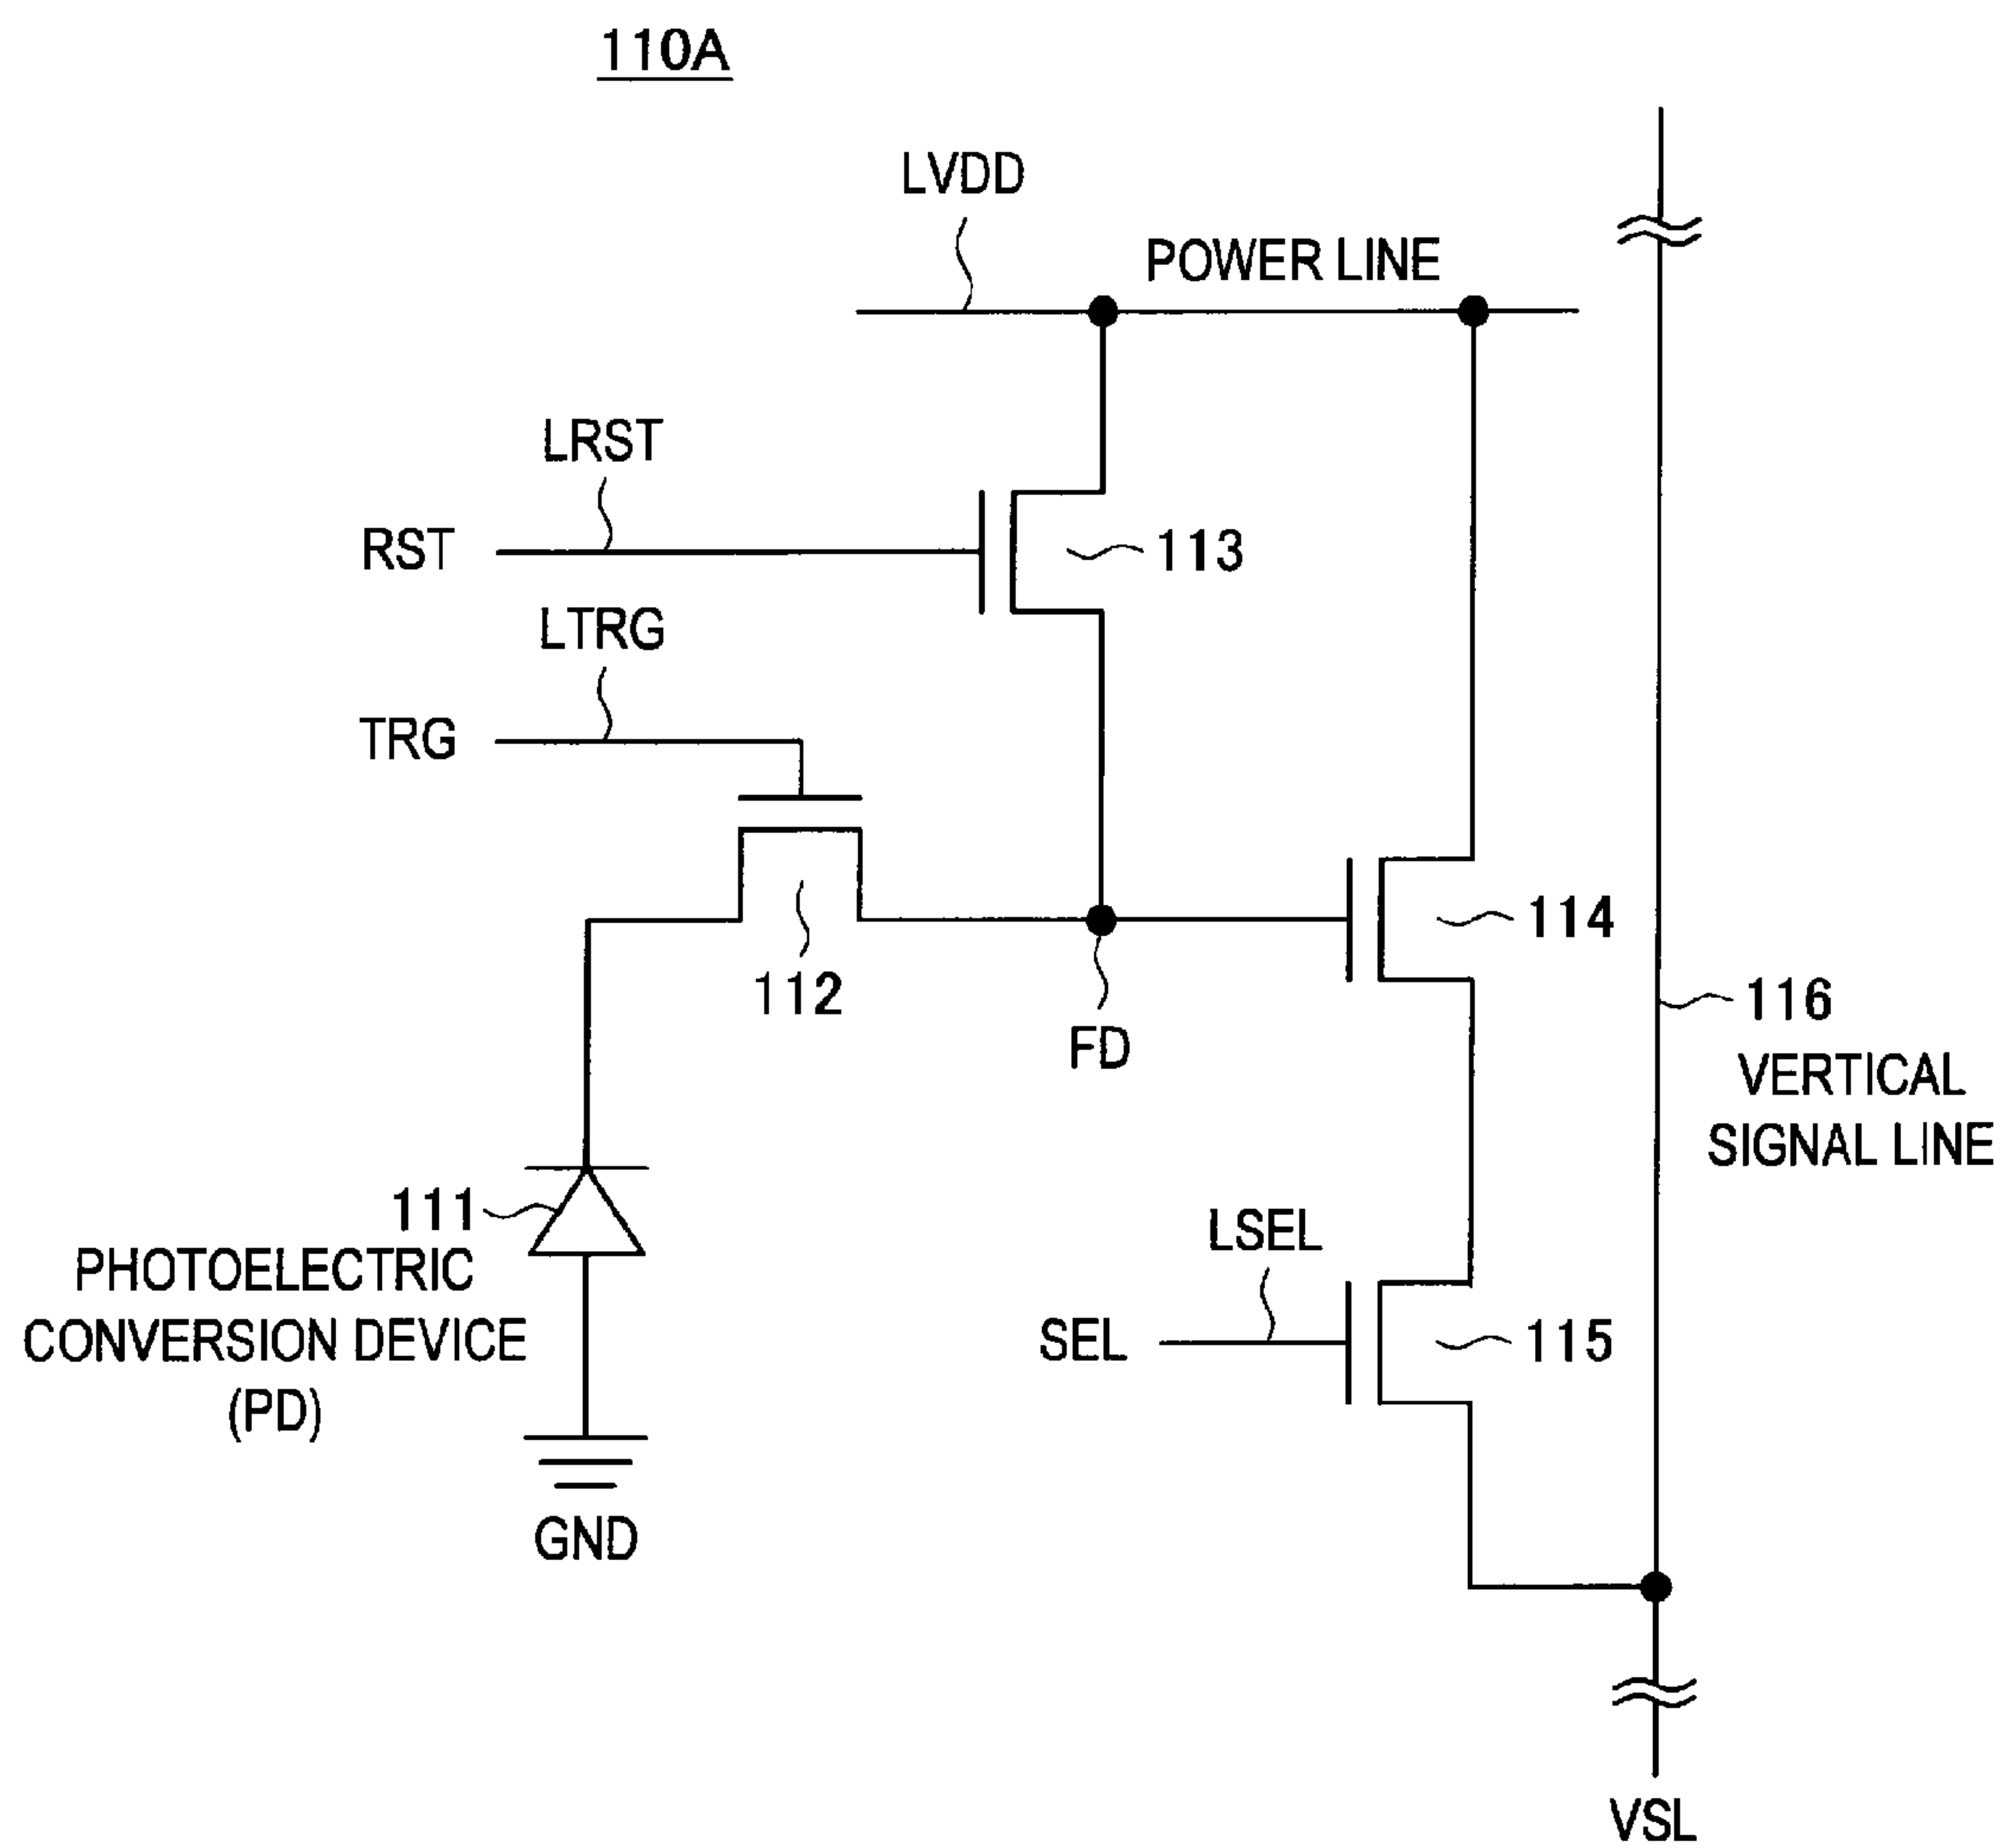 110A
LVDD
POWER LINE
LRST
RST
113
LTRG
TRG
114
112
116
FD
VERTICAL
SIGNAL LINE
111
PHOTOELECTRIC
CONVERSION DEVICE
(PD)
LSEL
SEL
115
GND
VSL